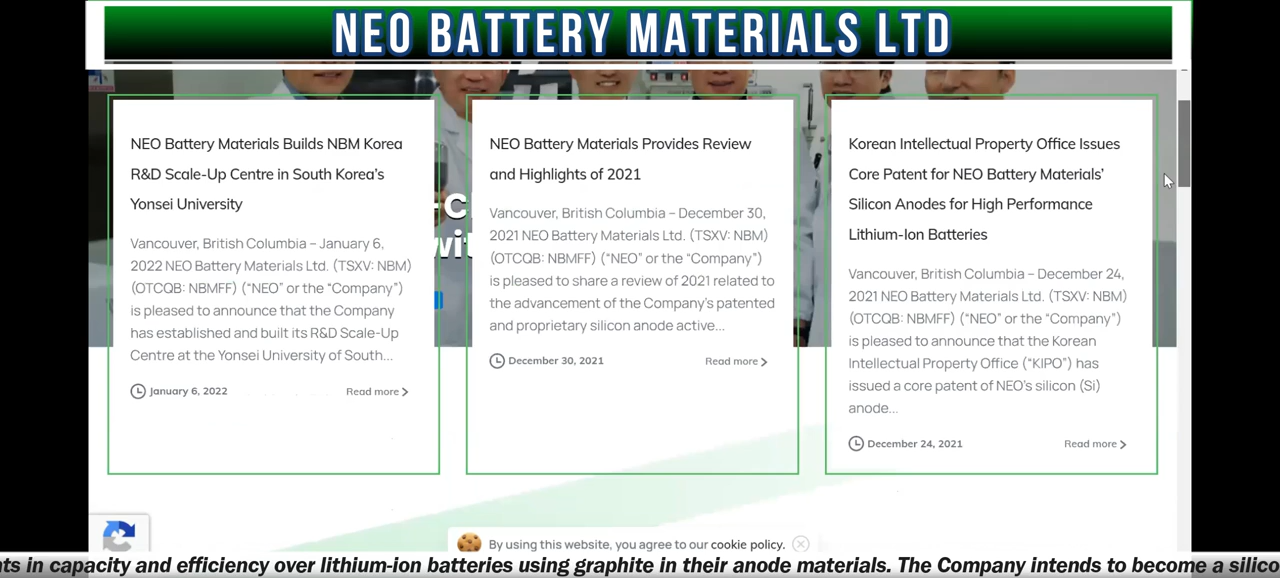 NEO BATTERY MATERIALS LTD
NEO Battery Materials Builds NBM Korea
R&D Scale-Up Centre in South Korea's
Yonsei University
Vancouver, British Columbia – January 6,
2022 NEO Battery Materials Ltd. (TSXV: NBM)
(OTCQB: NBMFF) (“NEO” or the “Company”)
is pleased to announce that the Company
has established and built its R&D Scale-Up
Centre at the Yonsei University of South...
January 6, 2022
Read more
NEO Battery Materials Provides Review
and Highlights of 2021
Vancouver, British Columbia – December 30,
2021 NEO Battery Materials Ltd. (TSXV: NBM)
(OTCQB: NBMFF) (“NEO” or the “Company”)
is pleased to share a review of 2021 related to
the advancement of the Company's patented
and proprietary silicon anode active...
December 30, 2021
Read more
Korean Intellectual Property Office Issues
Core Patent for NEO Battery Materials'
Silicon Anodes for High Performance
Lithium-Ion Batteries
Vancouver, British Columbia – December 24,
2021 NEO Battery Materials Ltd. (TSXV: NBM)
(OTCQB: NBMFF) (“NEO” or the “Company”)
is pleased to announce that the Korean
Intellectual Property Office (“KIPO”) has
issued a core patent of NEO's silicon (Si)
anode...
December 24, 2021
Read more
By using this website, you agree to our cookie policy.
in capacity and efficiency over lithium-ion batteries using graphite in their anode materials. The Company intends to become a